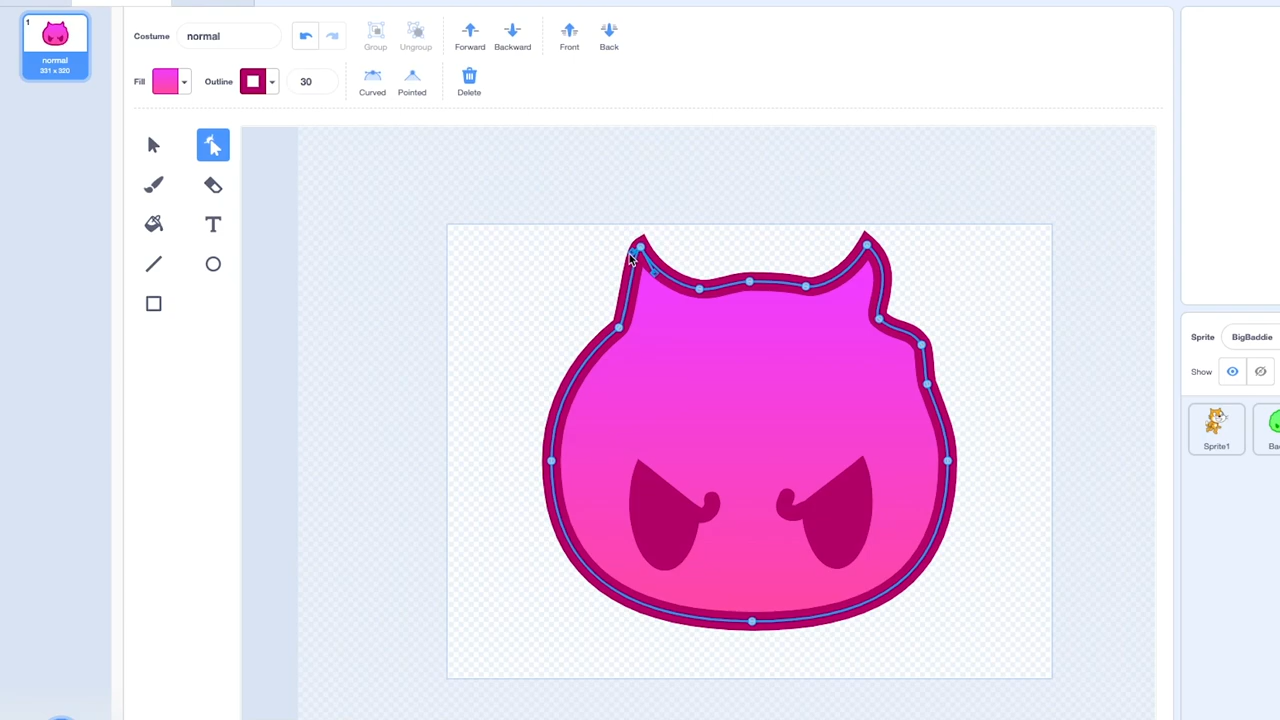 1
normal
331 x 320
Costume
normal
Group
Ungroup
Forward
Backward
Front
Back
Fill
Outline
30
Curved
Pointed
Delete
Sprite
BigBaddie
Show
Sprite1